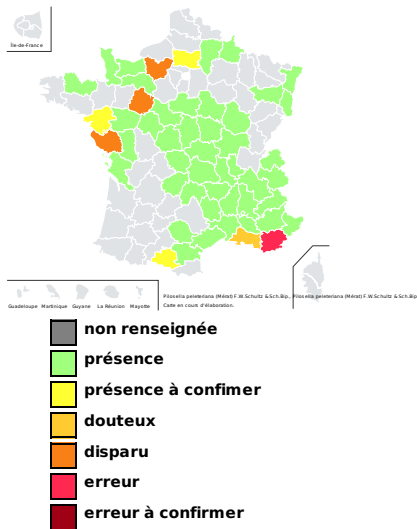 Île-de-France
Guadeloupe Martinique Guyane La Réunion Mayotte
Pilosella peleteriana (Mérat) F.W.Schultz & Sch.Bip., Pilosella peleteriana (Mérat) F.W.Schultz & Sch.Bip
Carte en cours d'élaboration.
non renseignée
présence
présence à confimer
douteux
disparu
erreur
erreur à confirmer